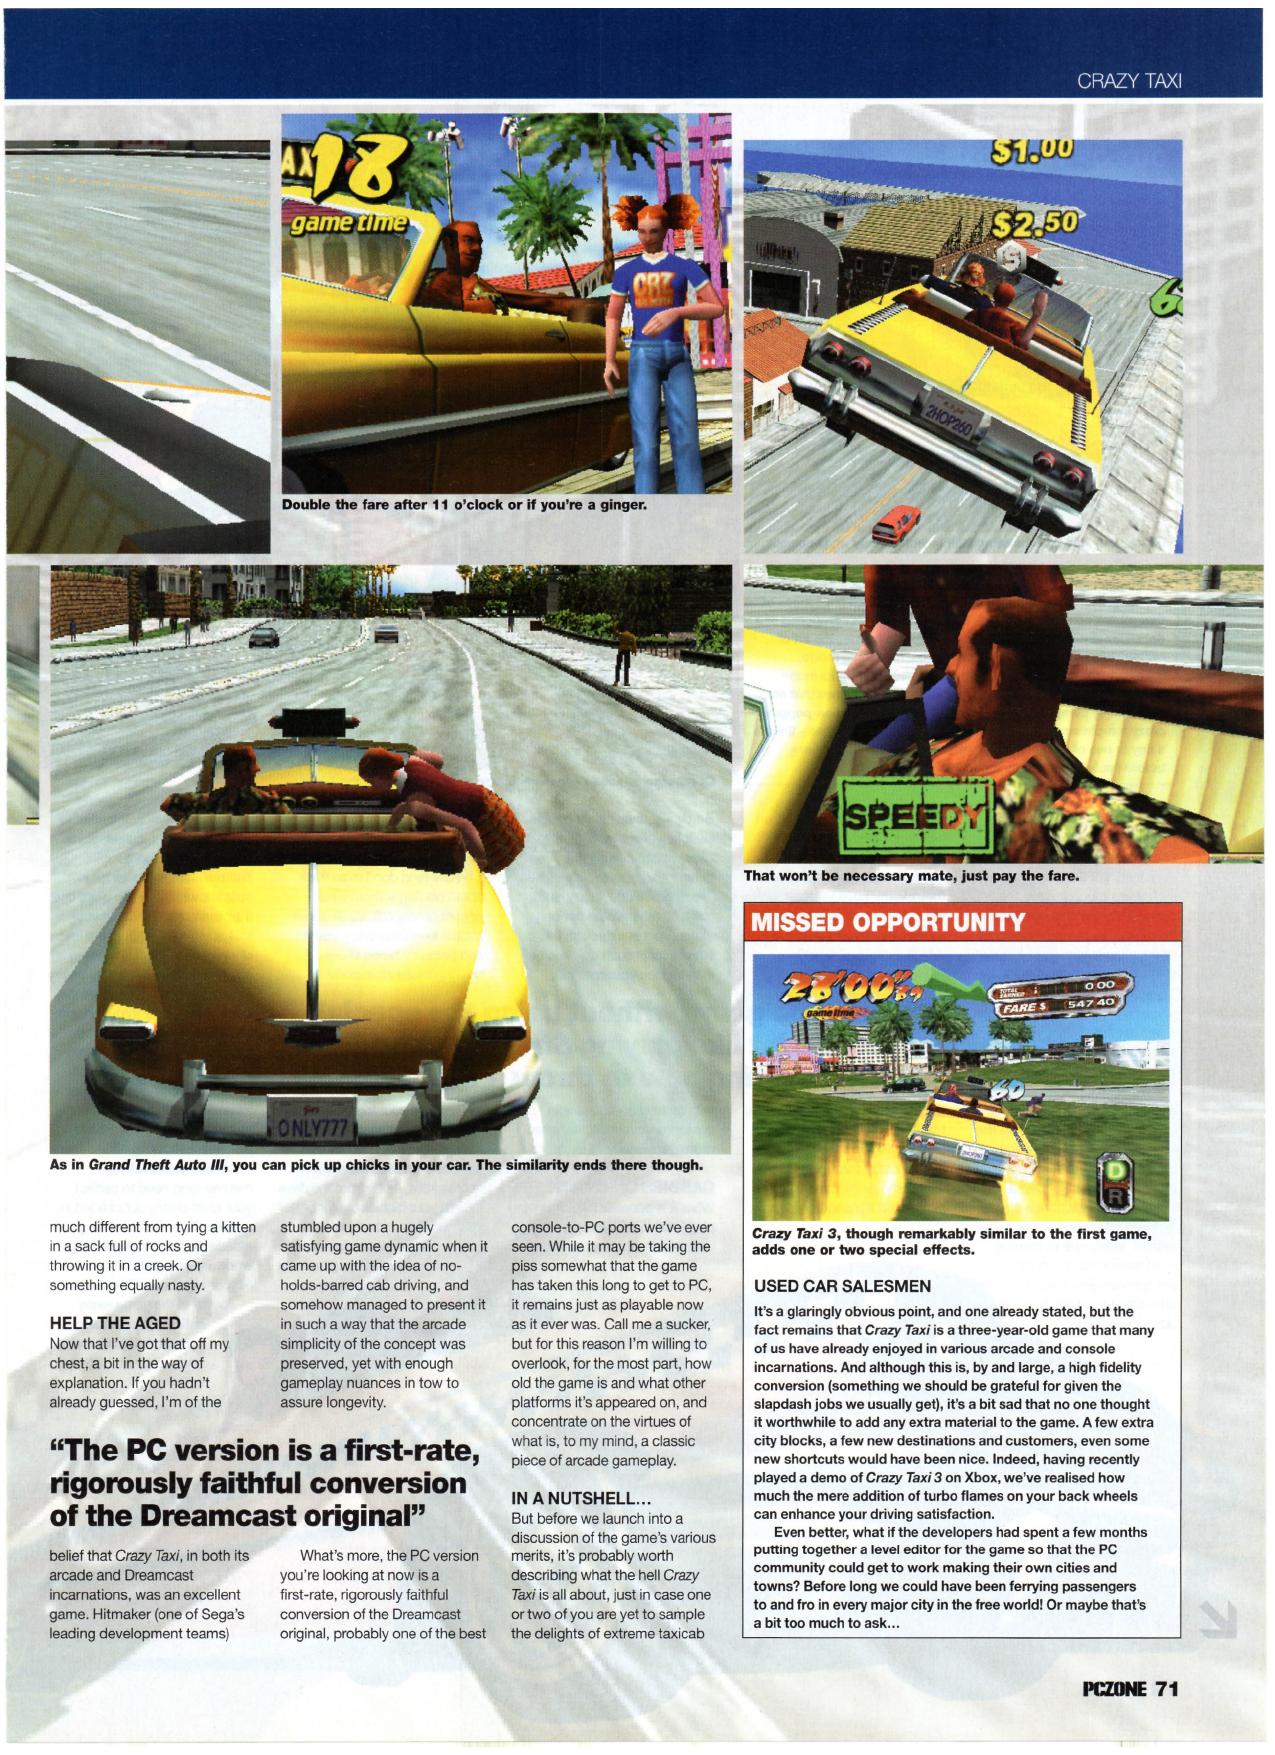 CRAZY TAXI
AX
18
game time
CRZ
Double the fare after 11 o'clock or if you're a ginger.
$1.00
$2.50
S
2HOP260
ONLY777
As in Grand Theft Auto III, you can pick up chicks in your car. The similarity ends there though.
SPEEDY
That won't be necessary mate, just pay the fare.
much different from tying a kitten
in a sack full of rocks and
throwing it in a creek. Or
something equally nasty.
HELP THE AGED
Now that I've got that off my
chest, a bit in the way of
explanation. If you hadn't
already guessed, I'm of the
"The PC version is a first-rate,
rigorously faithful conversion
of the Dreamcast original"
belief that Crazy Taxi, in both its
arcade and Dreamcast
incarnations, was an excellent
game. Hitmaker (one of Sega's
leading development teams)
stumbled upon a hugely
satisfying game dynamic when it
came up with the idea of no-
holds-barred cab driving, and
somehow managed to present it
in such a way that the arcade
simplicity of the concept was
preserved, yet with enough
gameplay nuances in tow to
assure longevity.
What's more, the PC version
you're looking at now is a
first-rate, rigorously faithful
conversion of the Dreamcast
original, probably one of the best
console-to-PC ports we've ever
seen. While it may be taking the
piss somewhat that the game
has taken this long to get to PC,
it remains just as playable now
as it ever was. Call me a sucker,
but for this reason I'm willing to
overlook, for the most part, how
old the game is and what other
platforms it's appeared on, and
concentrate on the virtues of
what is, to my mind, a classic
piece of arcade gameplay.
IN A NUTSHELL...
But before we launch into a
discussion of the game's various
merits, it's probably worth
describing what the hell Crazy
Taxi is all about, just in case one
or two of you are yet to sample
the delights of extreme taxicab
MISSED OPPORTUNITY
28'00"
game time
TOTAL EARNED 0.00
FARE $ 547.40
60
2HOP260
D
R
Crazy Taxi 3, though remarkably similar to the first game,
adds one or two special effects.
USED CAR SALESMEN
It's a glaringly obvious point, and one already stated, but the
fact remains that Crazy Taxi is a three-year-old game that many
of us have already enjoyed in various arcade and console
incarnations. And although this is, by and large, a high fidelity
conversion (something we should be grateful for given the
slapdash jobs we usually get), it's a bit sad that no one thought
it worthwhile to add any extra material to the game. A few extra
city blocks, a few new destinations and customers, even some
new shortcuts would have been nice. Indeed, having recently
played a demo of Crazy Taxi 3 on Xbox, we've realised how
much the mere addition of turbo flames on your back wheels
can enhance your driving satisfaction.
Even better, what if the developers had spent a few months
putting together a level editor for the game so that the PC
community could get to work making their own cities and
towns? Before long we could have been ferrying passengers
to and fro in every major city in the free world! Or maybe that's
a bit too much to ask...
PCZONE 71